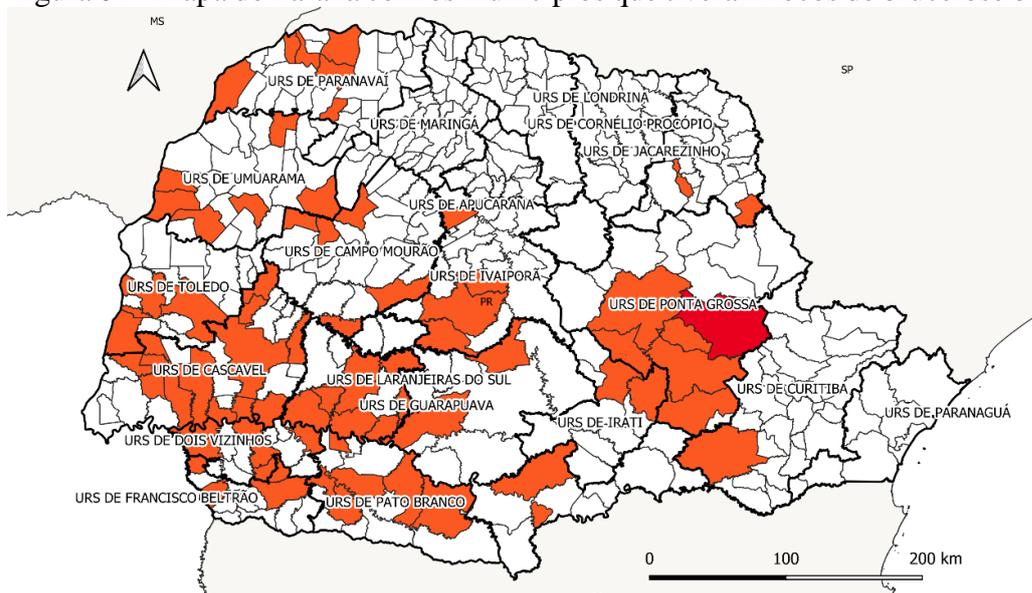 MS
SP
URS DE PARANAVAÍ
URS DE LONDRINA
URS DE MARINGÁ
URS DE CORNÉLIO PROCÓPIO
URS DE JACAREZINHO
URS DE UMUARAMA
URS DE APUCARANA
URS DE CAMPO MOURÃO
URS DE IVAIPORÃ
URS DE TOLEDO
PR
URS DE PONTA GROSSA
URS DE CASCAVEL
URS DE LARANJEIRAS DO SUL
URS DE CURITIBA
URS DE GUARAPUAVA
URS DE PARANAGUÁ
URS DE IRATI
URS DE DOIS VIZINHOS
URS DE FRANCISCO BELTRÃO
URS DE PATO BRANCO
0 100 200 km